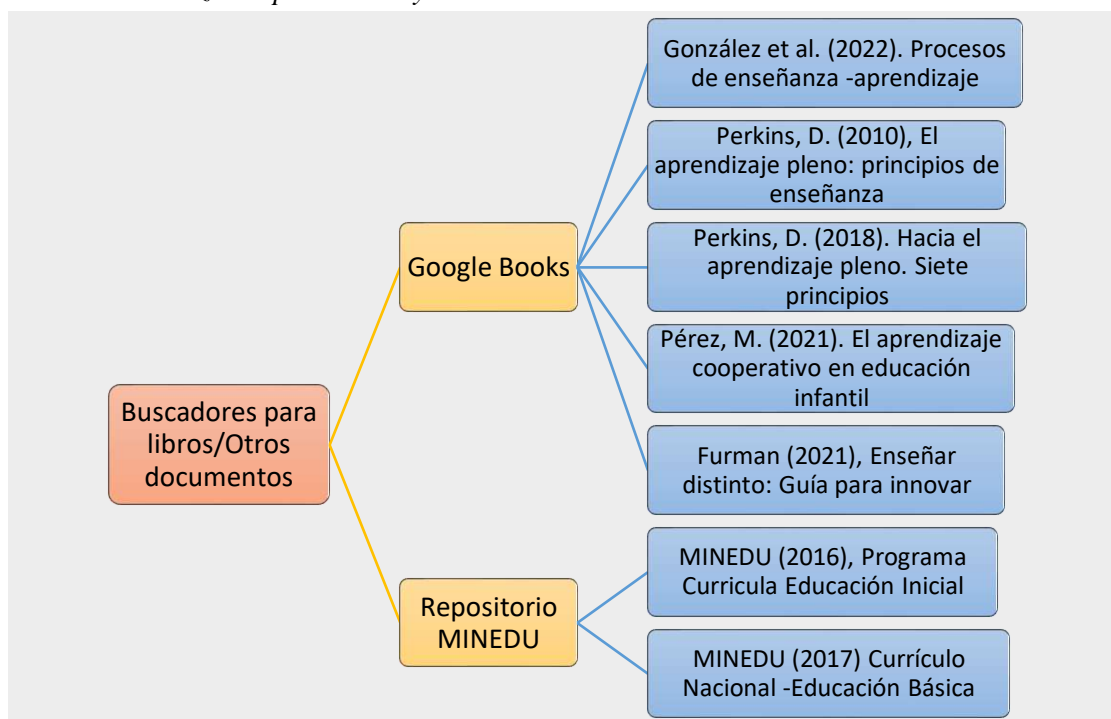 Buscadores para
libros/Otros
documentos
Google Books
González et al. (2022). Procesos
de enseñanza -aprendizaje
Perkins, D. (2010), El
aprendizaje pleno: principios de
enseñanza
Perkins, D. (2018). Hacia el
aprendizaje pleno. Siete
principios
Pérez, M. (2021). El aprendizaje
cooperativo en educación
infantil
Furman (2021), Enseñar
distinto: Guía para innovar
Repositorio
MINEDU
MINEDU (2016), Programa
Curricula Educación Inicial
MINEDU (2017) Currículo
Nacional -Educación Básica